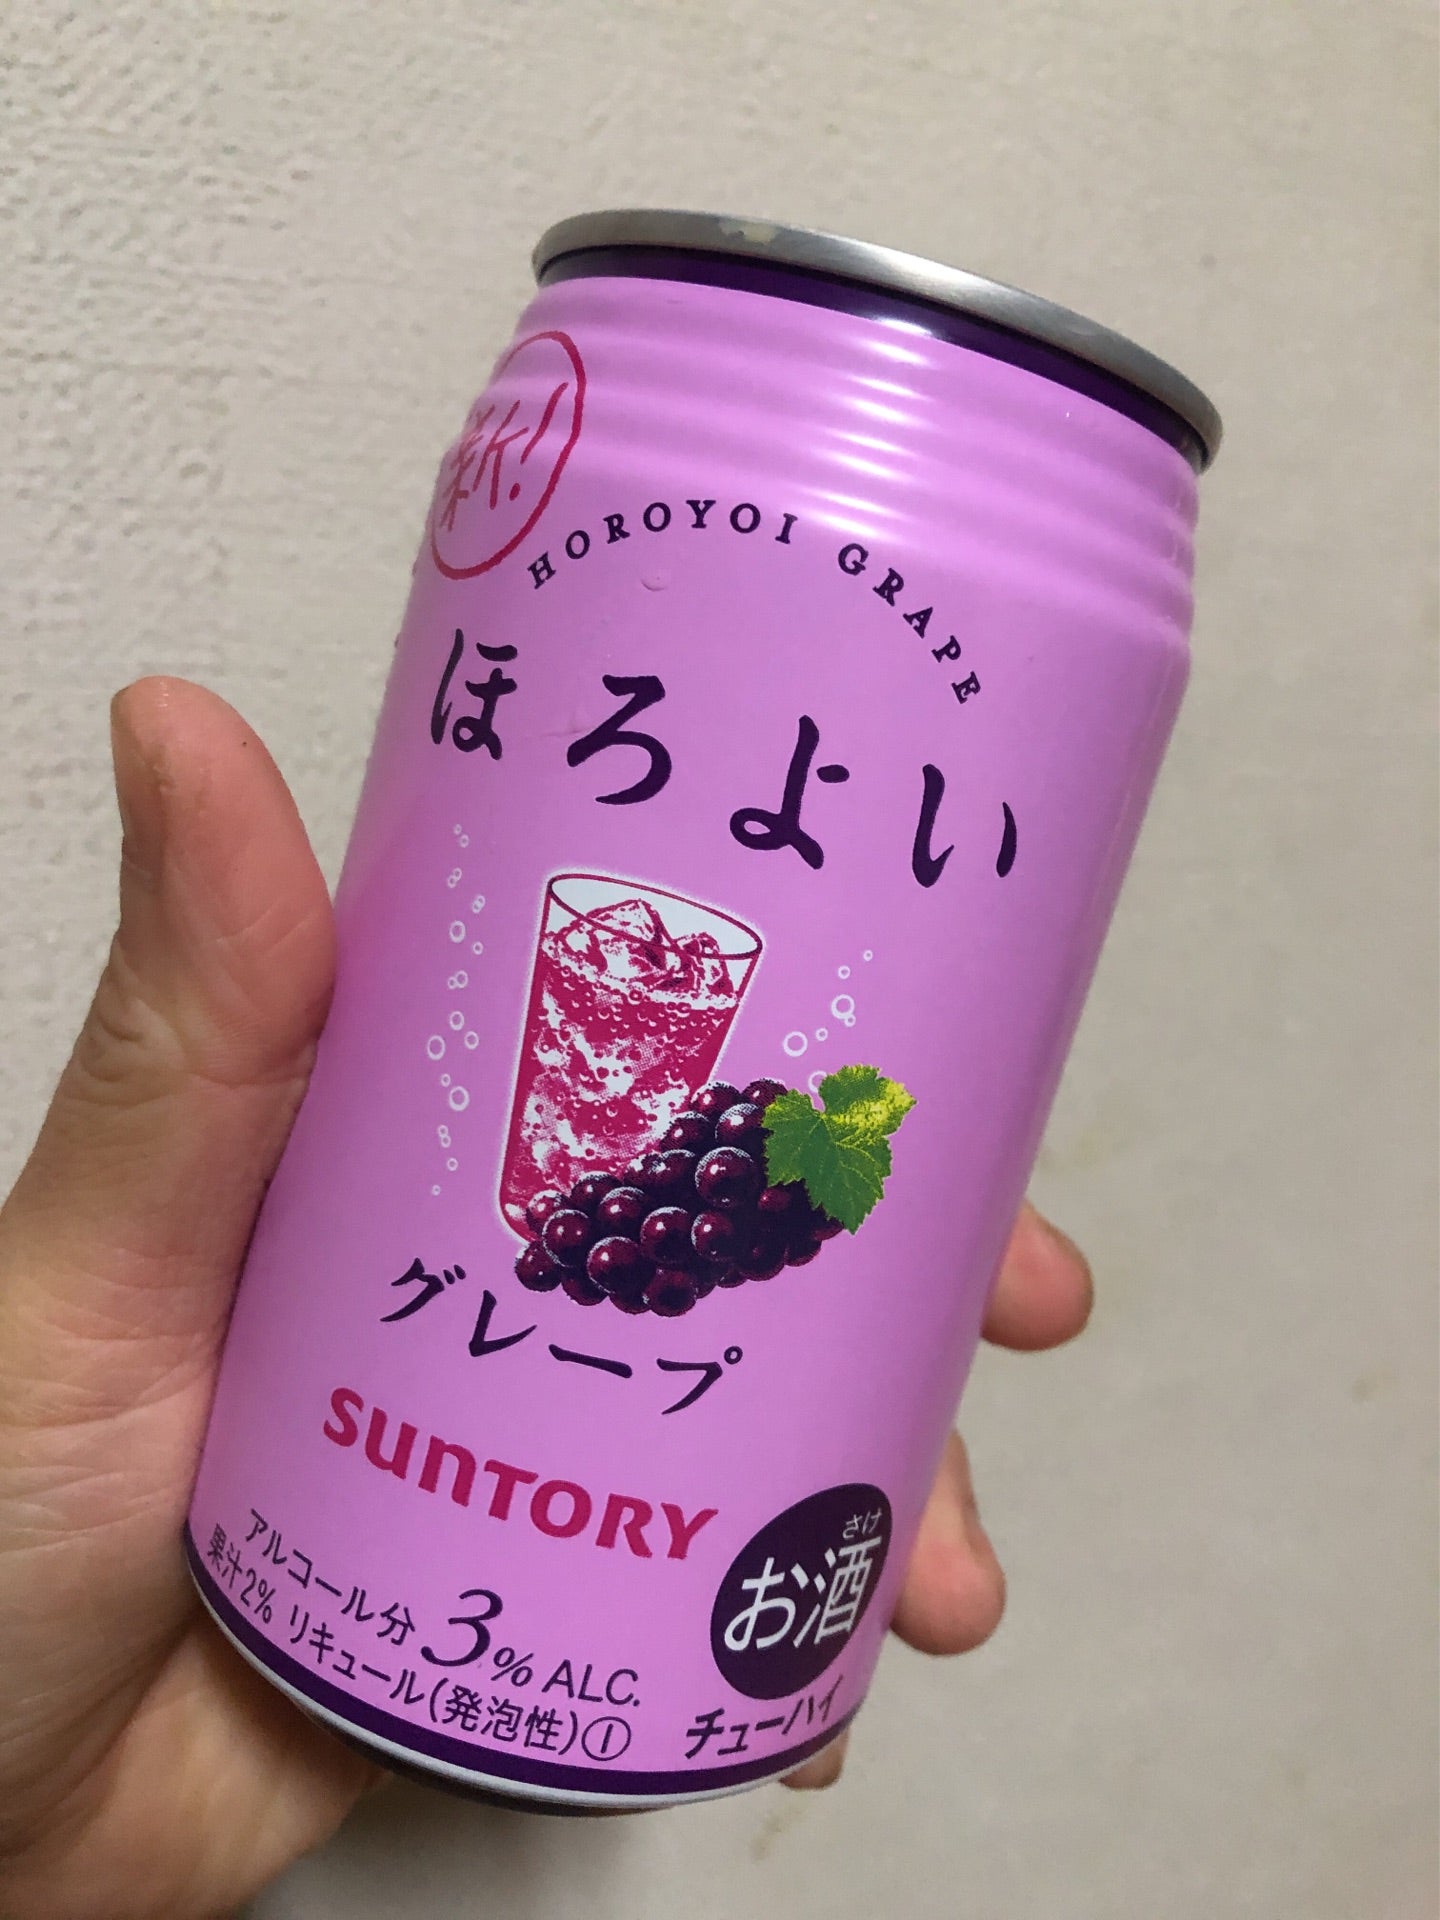 新!
HOROYOI GRAPE
ほろよい
グレープ
SUNTORY
アルコール分 3% ALC.
果汁2% リキュール(発泡性)①
さけ
お酒
チューハイ